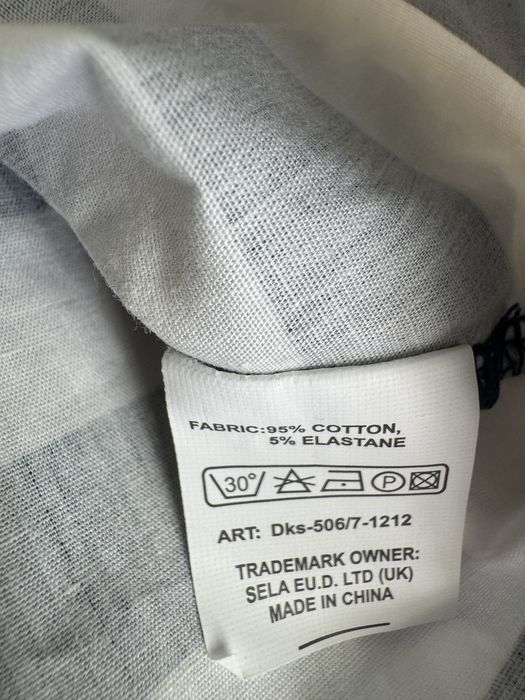 FABRIC:95% COTTON,
5% ELASTANE
30° P
ART: Dks-506/7-1212
TRADEMARK OWNER:
SELA EU.D. LTD (UK)
MADE IN CHINA